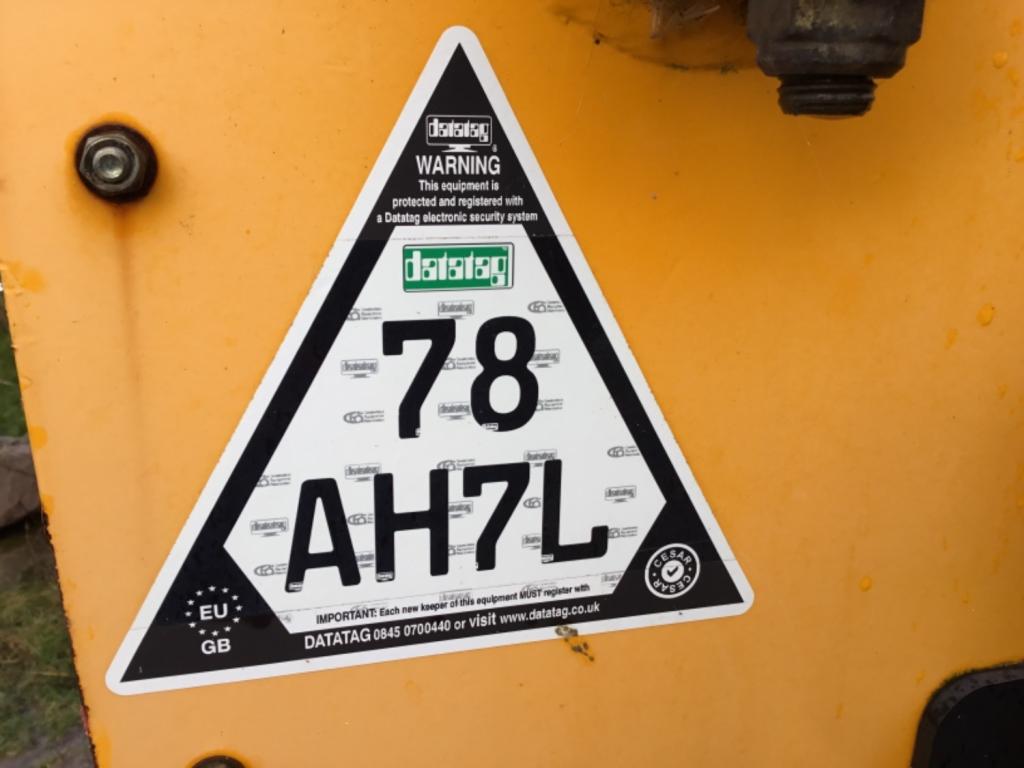 datatag
WARNING
This equipment is
protected and registered with
a Datatag electronic security system
datatag
78
AH7L
IMPORTANT: Each new keeper of this equipment MUST register with
DATATAG 0845 0700440 or visit www.datatag.co.uk
EU
GB
CESAR
CESAR